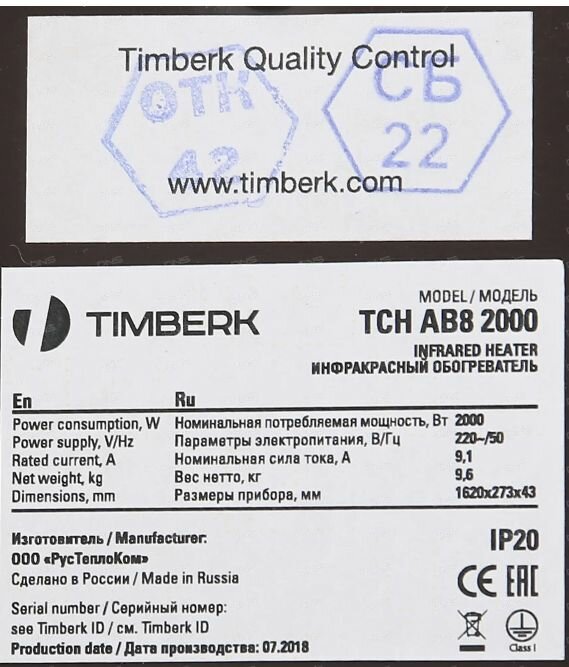 Timberk Quality Control
ОТК
42
СБ
22
www.timberk.com
TIMBERK
MODEL / МОДЕЛЬ
TCH AB8 2000
INFRARED HEATER
ИНФРАКРАСНЫЙ ОБОГРЕВАТЕЛЬ
En Ru
Power consumption, W Номинальная потребляемая мощность, Вт 2000
Power supply, V/Hz Параметры электропитания, В/Гц 220~/50
Rated current, A Номинальная сила тока, А 9,1
Net weight, kg Вес нетто, кг 9,6
Dimensions, mm Размеры прибора, мм 1620x273x43
Изготовитель / Manufacturer:
ООО «РусТеплоКом»
Сделано в России / Made in Russia
IP20
CE EAC
Serial number / Серийный номер:
see Timberk ID / см. Timberk ID
Production date / Дата производства: 07.2018
Class I